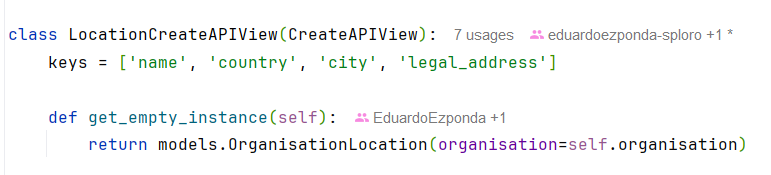 class LocationCreateAPIView(CreateAPIView): 7 usages eduardoezponda-sploro +1 *
keys = ['name', 'country', 'city', 'legal_address']
def get_empty_instance(self): EduardoEzponda +1
return models.OrganisationLocation(organisation=self.organisation)